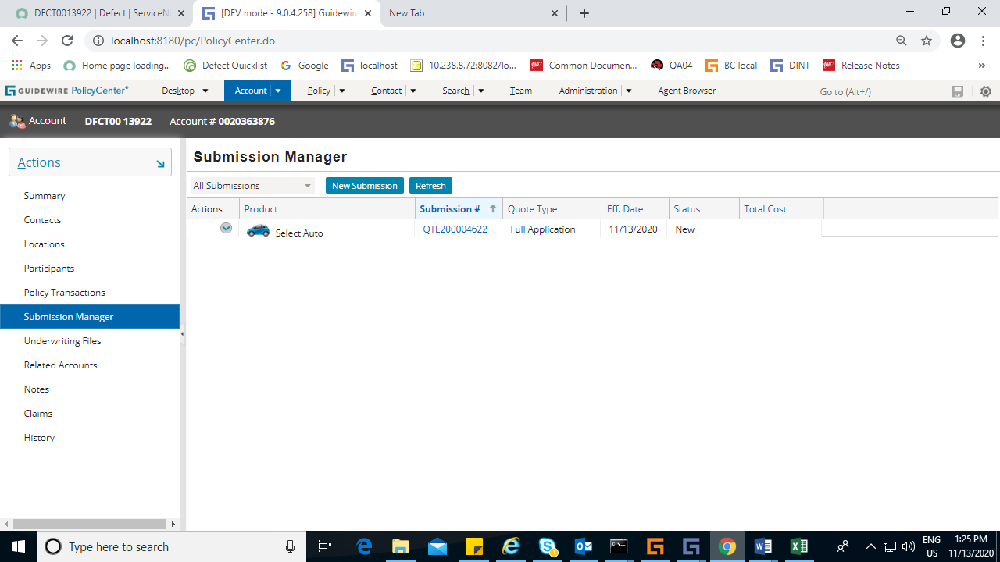 DFCT0013922 | Defect | ServiceN
[DEV mode - 9.0.4.258] Guidewire
New Tab
localhost:8180/pc/PolicyCenter.do
Apps
Home page loading...
Defect Quicklist
Google
localhost
10.238.8.72:8082/lo...
Common Documen...
QA04
BC local
DINT
Release Notes
»
GUIDEWIRE PolicyCenter
Desktop
Account
Policy
Contact
Search
Team
Administration
Agent Browser
Go to (Alt+/)
Account DFCT00 13922 Account # 0020363876
Actions
Summary
Contacts
Locations
Participants
Policy Transactions
Submission Manager
Underwriting Files
Related Accounts
Notes
Claims
History
Submission Manager
All Submissions
New Submission
Refresh
Actions Product Submission # Quote Type Eff. Date Status Total Cost
Select Auto QTE200004622 Full Application 11/13/2020 New
Type here to search
ENG
US
1:25 PM
11/13/2020